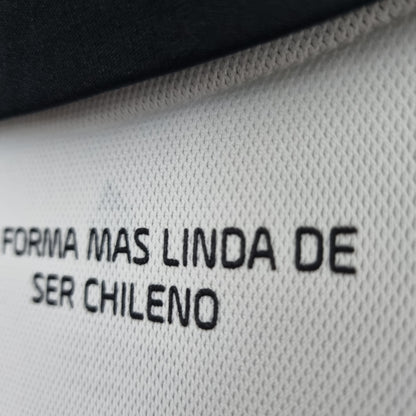 FORMA MAS LINDA DE
SER CHILENO